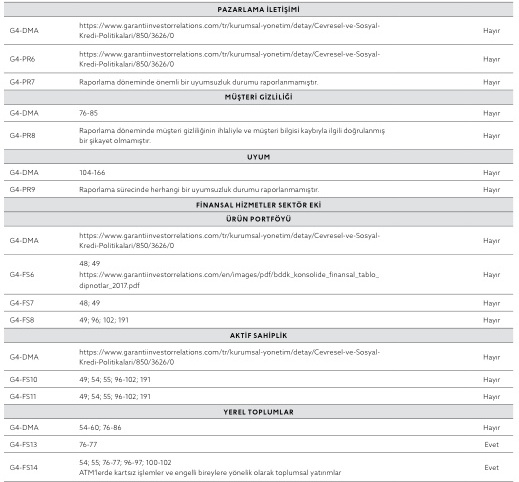 PAZARLAMA İLETİŞİMİ
G4-DMA https://www.garantiinvestorrelations.com/tr/kurumsal-yonetim/detay/Cevresel-ve-Sosyal- Hayır
Kredi-Politikalari/850/3626/0
G4-PR6 https://www.garantiinvestorrelations.com/tr/kurumsal-yonetim/detay/Cevresel-ve-Sosyal- Hayır
Kredi-Politikalari/850/3626/0
G4-PR7 Raporlama döneminde önemli bir uyumsuzluk durumu raporlanmamıştır. Hayır
MÜŞTERİ GİZLİLİĞİ
G4-DMA 76-85 Hayır
G4-PR8 Raporlama döneminde müşteri gizliliğinin ihlaliyle ve müşteri bilgisi kaybıyla ilgili doğrulanmış Hayır
bir şikayet olmamıştır.
UYUM
G4-DMA 104-166 Hayır
G4-PR9 Raporlama sürecinde herhangi bir uyumsuzluk durumu raporlanmamıştır. Hayır
FİNANSAL HİZMETLER SEKTÖR EKİ
ÜRÜN PORTFÖYÜ
G4-DMA https://www.garantiinvestorrelations.com/tr/kurumsal-yonetim/detay/Cevresel-ve-Sosyal- Hayır
Kredi-Politikalari/850/3626/0
G4-FS6 48; 49 Hayır
https://www.garantiinvestorrelations.com/en/images/pdf/bddk_konsolide_finansal_tablo_
dipnotlar_2017.pdf
G4-FS7 48; 49 Hayır
G4-FS8 49; 96; 102; 191 Hayır
AKTİF SAHİPLİK
G4-DMA https://www.garantiinvestorrelations.com/tr/kurumsal-yonetim/detay/Cevresel-ve-Sosyal- Hayır
Kredi-Politikalari/850/3626/0
G4-FS10 49; 54; 55; 96-102; 191 Hayır
G4-FS11 49; 54; 55; 96-102; 191 Hayır
YEREL TOPLUMLAR
G4-DMA 54-60; 76-86 Hayır
G4-FS13 76-77 Evet
G4-FS14 54; 55; 76-77; 96-97; 100-102 Evet
ATM'lerde kartsız işlemler ve engelli bireylere yönelik olarak toplumsal yatırımlar